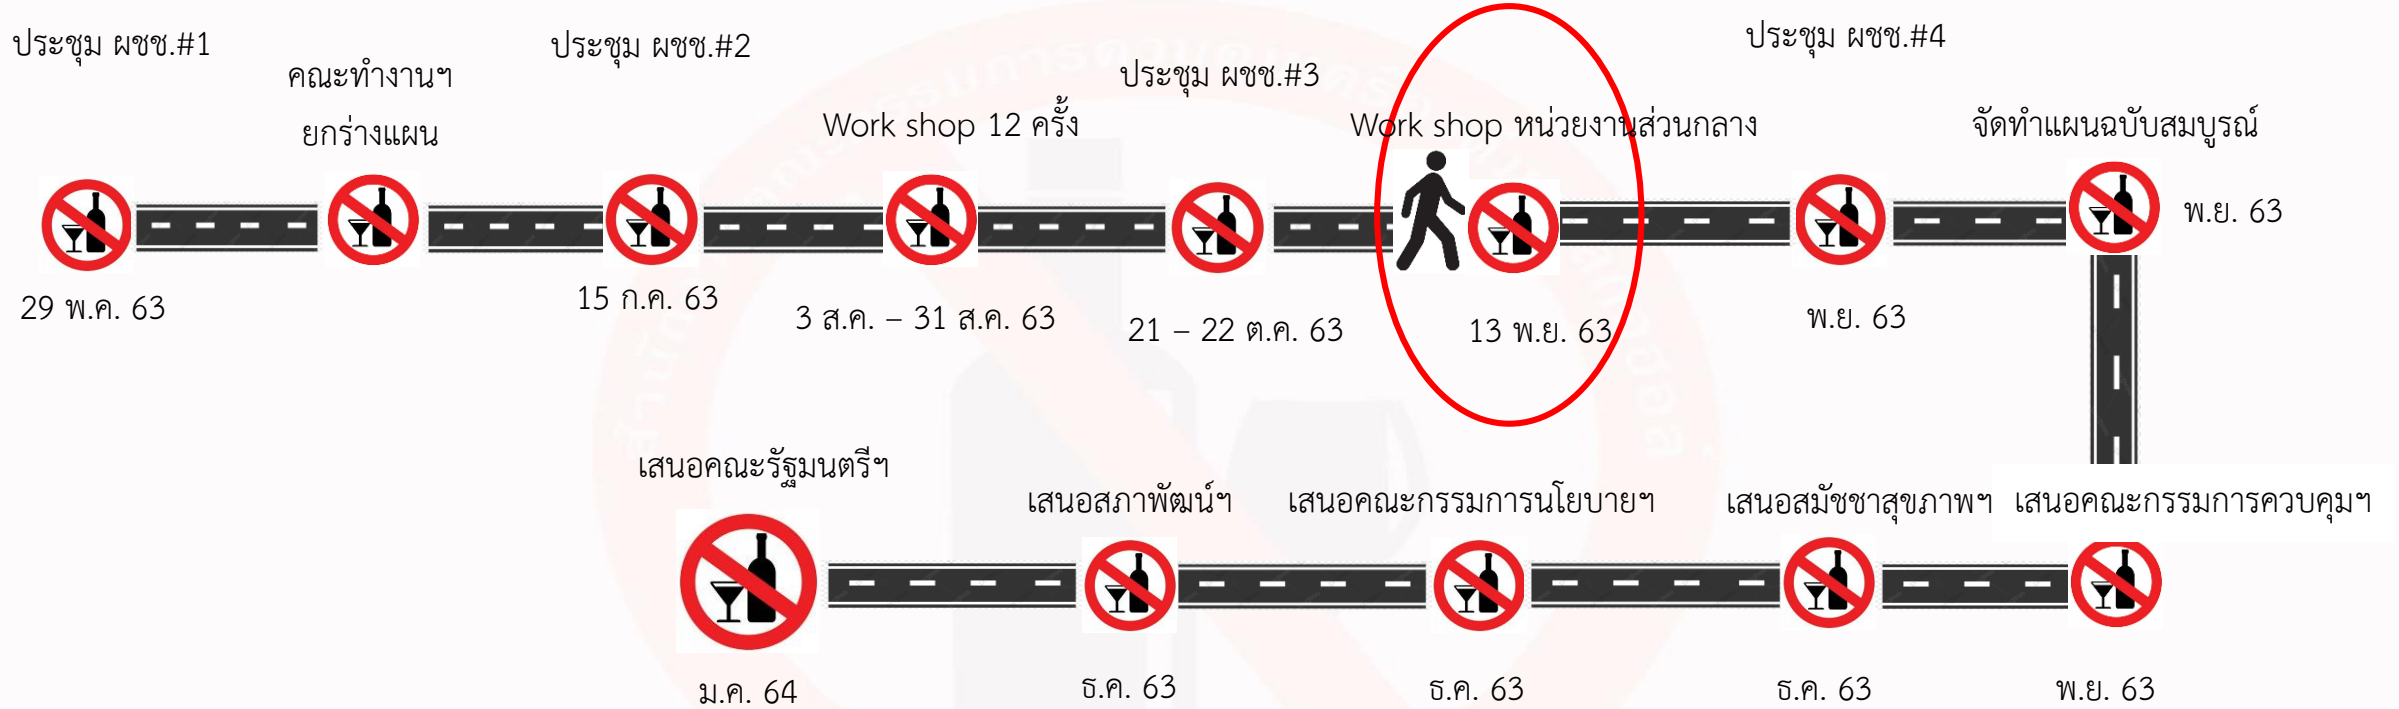 ประชุม ผชช.#1
คณะทำงานฯ
ยกร่างแผน
ประชุม ผชช.#2
Work shop 12 ครั้ง
ประชุม ผชช.#3
Work shop หน่วยงานส่วนกลาง
ประชุม ผชช.#4
จัดทำแผนฉบับสมบูรณ์
พ.ย. 63
29 พ.ค. 63
15 ก.ค. 63
3 ส.ค. – 31 ส.ค. 63
21 – 22 ต.ค. 63
13 พ.ย. 63
พ.ย. 63
เสนอคณะรัฐมนตรีฯ
เสนอสภาพัฒน์ฯ
เสนอคณะกรรมการนโยบายฯ
เสนอสมัชชาสุขภาพฯ
เสนอคณะกรรมการควบคุมฯ
ม.ค. 64
ธ.ค. 63
ธ.ค. 63
ธ.ค. 63
พ.ย. 63